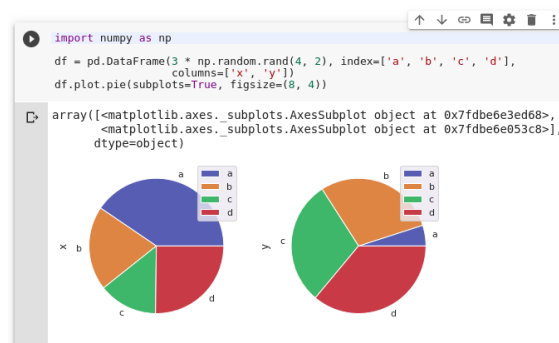 import numpy as np
df = pd.DataFrame(3 * np.random.rand(4, 2), index=['a', 'b', 'c', 'd'],
columns=['x', 'y'])
df.plot.pie(subplots=True, figsize=(8, 4))
array([<matplotlib.axes._subplots.AxesSubplot object at 0x7fdbe6e3ed68>,
<matplotlib.axes._subplots.AxesSubplot object at 0x7fdbe6e053c8>],
dtype=object)
a
b
c
d
x
a
b
c
d
a
b
c
d
y
a
b
c
d